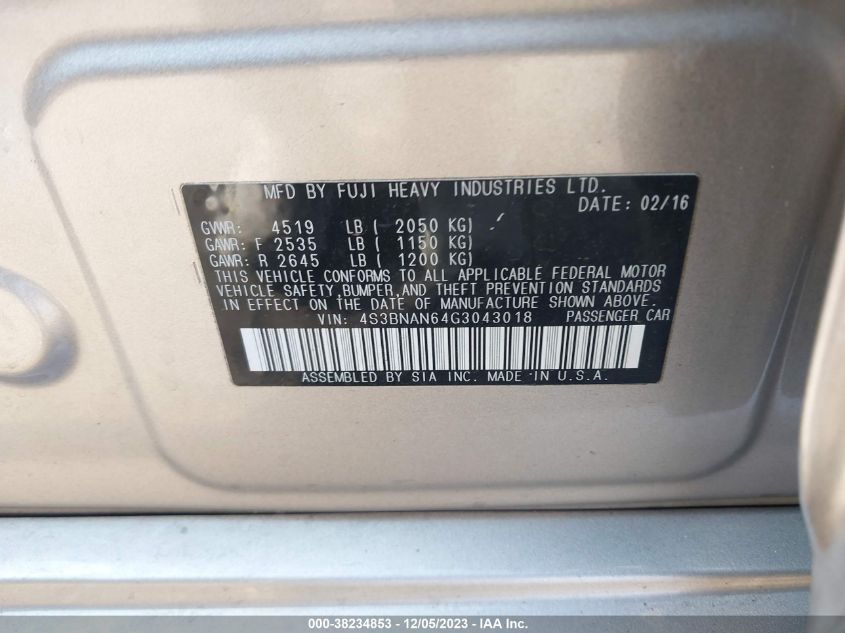 MFD BY FUJI HEAVY INDUSTRIES LTD.
DATE: 02/16
GVWR: 4519 LB ( 2050 KG)
GAWR: F 2535 LB ( 1150 KG)
GAWR: R 2645 LB ( 1200 KG)
THIS VEHICLE CONFORMS TO ALL APPLICABLE FEDERAL MOTOR
VEHICLE SAFETY,BUMPER,AND THEFT PREVENTION STANDARDS
IN EFFECT ON THE DATE OF MANUFACTURE SHOWN ABOVE.
VIN: 4S3BNAN64G3043018 PASSENGER CAR
ASSEMBLED BY SIA INC. MADE IN U.S.A.
000-38234853 - 12/05/2023 - IAA Inc.